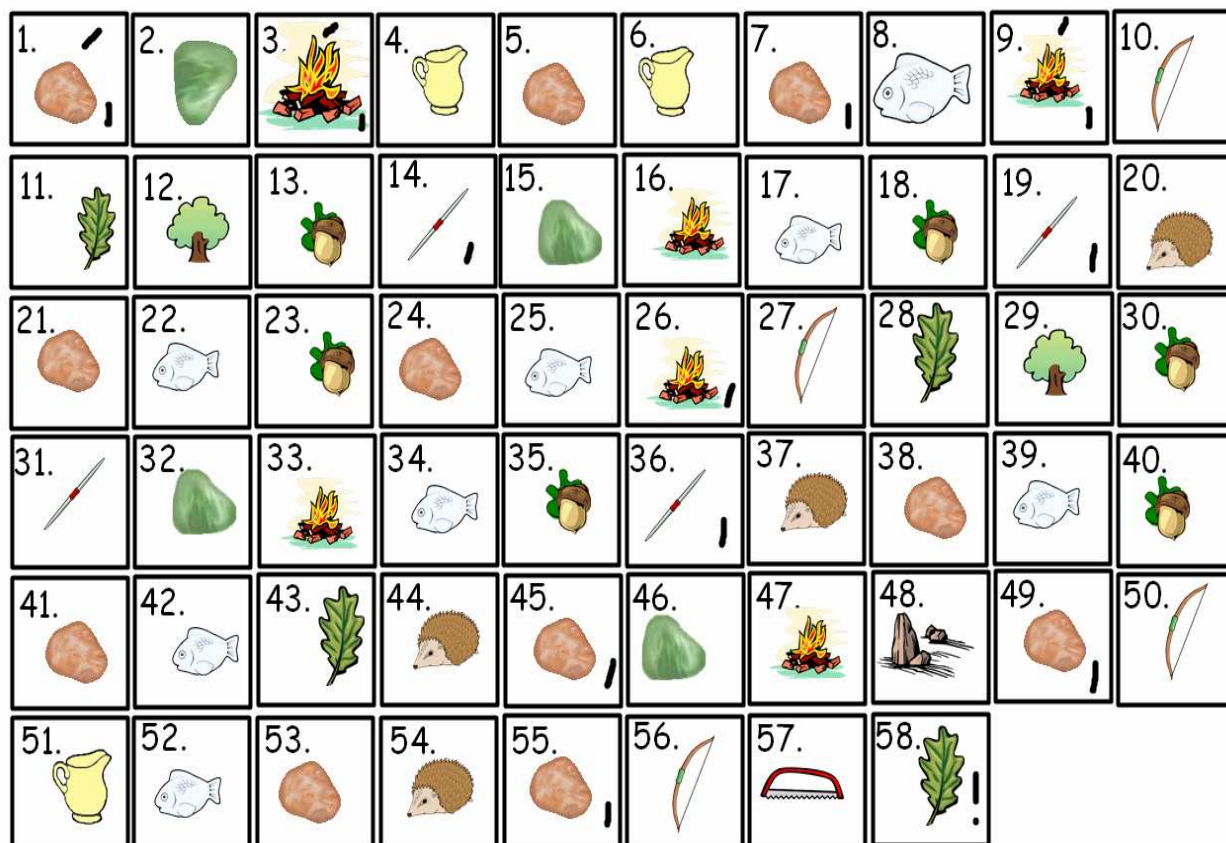 1. 2. 3. 4. 5. 6. 7. 8. 9. 10.
11. 12. 13. 14. 15. 16. 17. 18. 19. 20.
21. 22. 23. 24. 25. 26. 27. 28 29. 30.
31. 32. 33. 34. 35. 36. 37. 38. 39. 40.
41. 42. 43. 44. 45. 46. 47. 48. 49. 50.
51. 52. 53. 54. 55. 56. 57. 58. !